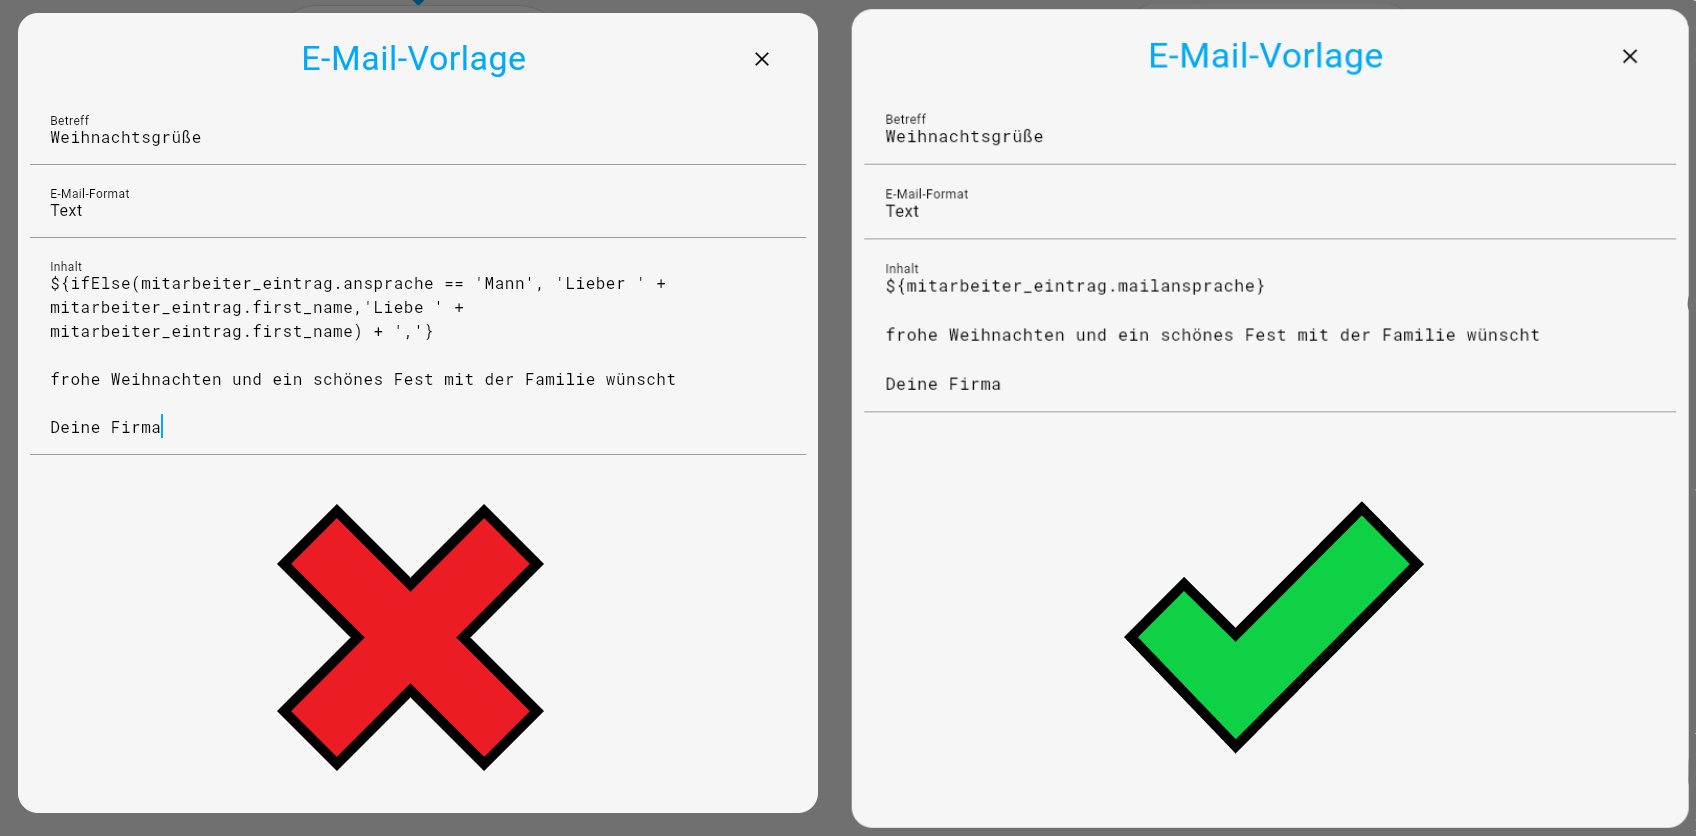 E-Mail-Vorlage
Betreff
Weihnachtsgrüße
E-Mail-Format
Text
Inhalt
${ifElse(mitarbeiter_eintrag.ansprache == 'Mann', 'Lieber ' +
mitarbeiter_eintrag.first_name,'Liebe ' +
mitarbeiter_eintrag.first_name) + ','}
frohe Weihnachten und ein schönes Fest mit der Familie wünscht
Deine Firma
E-Mail-Vorlage
Betreff
Weihnachtsgrüße
E-Mail-Format
Text
Inhalt
${mitarbeiter_eintrag.mailansprache}
frohe Weihnachten und ein schönes Fest mit der Familie wünscht
Deine Firma